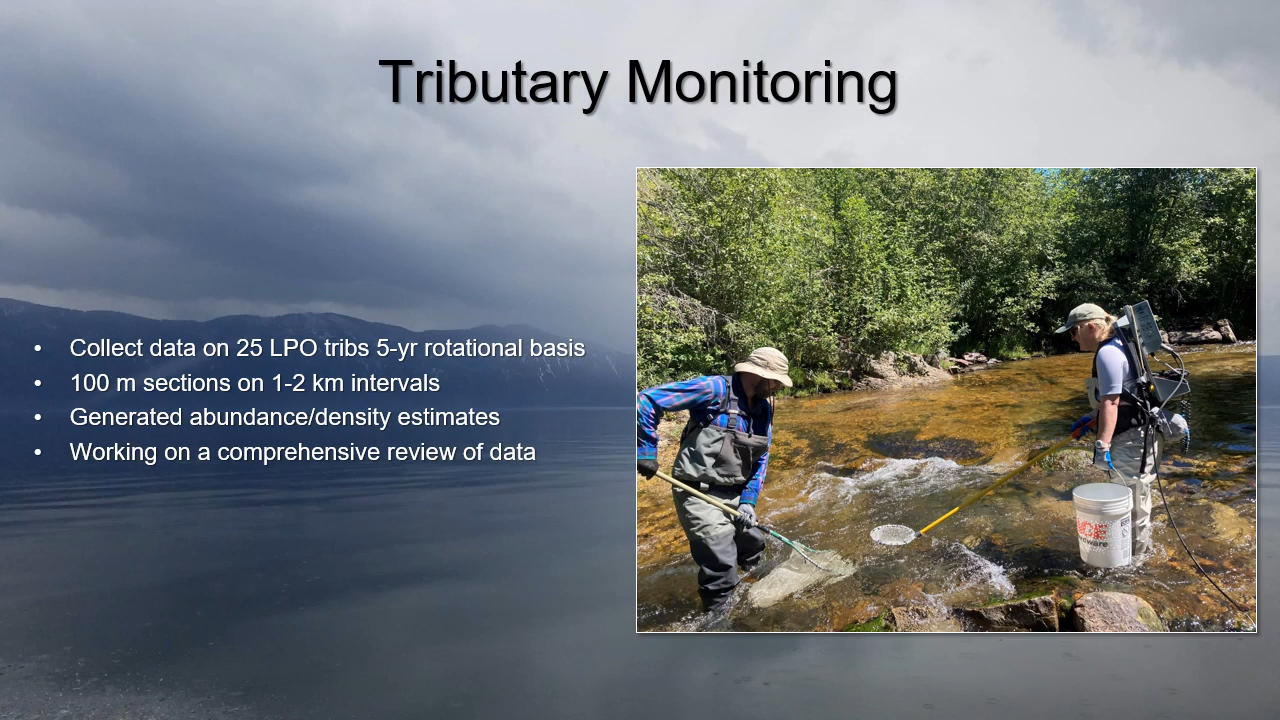 Tributary Monitoring
• Collect data on 25 LPO tribs 5-yr rotational basis
• 100 m sections on 1-2 km intervals
• Generated abundance/density estimates
• Working on a comprehensive review of data